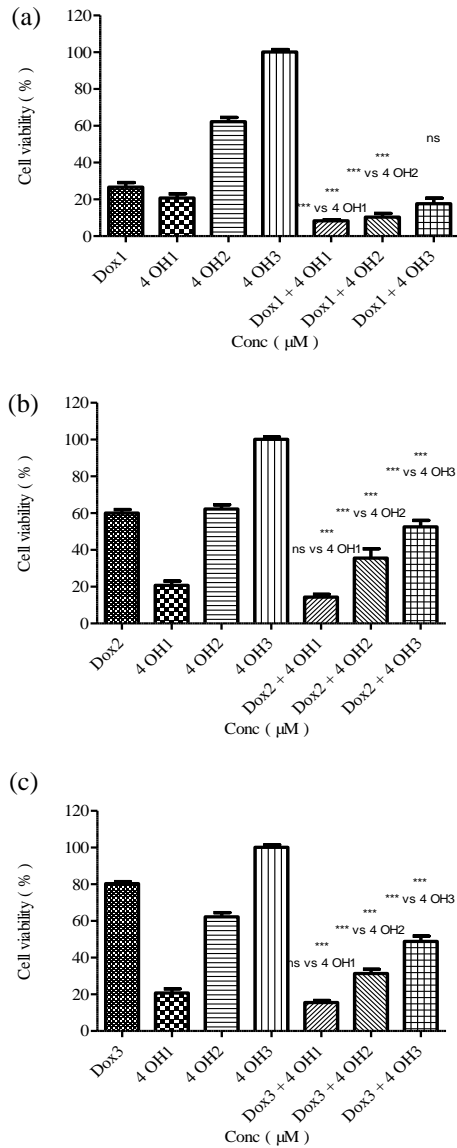 (a)
120
100
80
60
40
20
0
Cell viability ( % )
ns
***
*** vs 4 OH2
***
*** vs 4 OH1
Dox1
4 OH1
4 OH2
4 OH3
Dox1 + 4 OH1
Dox1 + 4 OH2
Dox1 + 4 OH3
Conc ( μM )
(b)
120
100
80
60
40
20
0
Cell viability ( % )
***
*** vs 4 OH3
***
*** vs 4 OH2
***
ns vs 4 OH1
Dox2
4 OH1
4 OH2
4 OH3
Dox2 + 4 OH1
Dox2 + 4 OH2
Dox2 + 4 OH3
Conc ( μM )
(c)
120
100
80
60
40
20
0
Cell viability ( % )
***
*** vs 4 OH3
***
*** vs 4 OH2
***
ns vs 4 OH1
Dox3
4 OH1
4 OH2
4 OH3
Dox3 + 4 OH1
Dox3 + 4 OH2
Dox3 + 4 OH3
Conc ( μM )